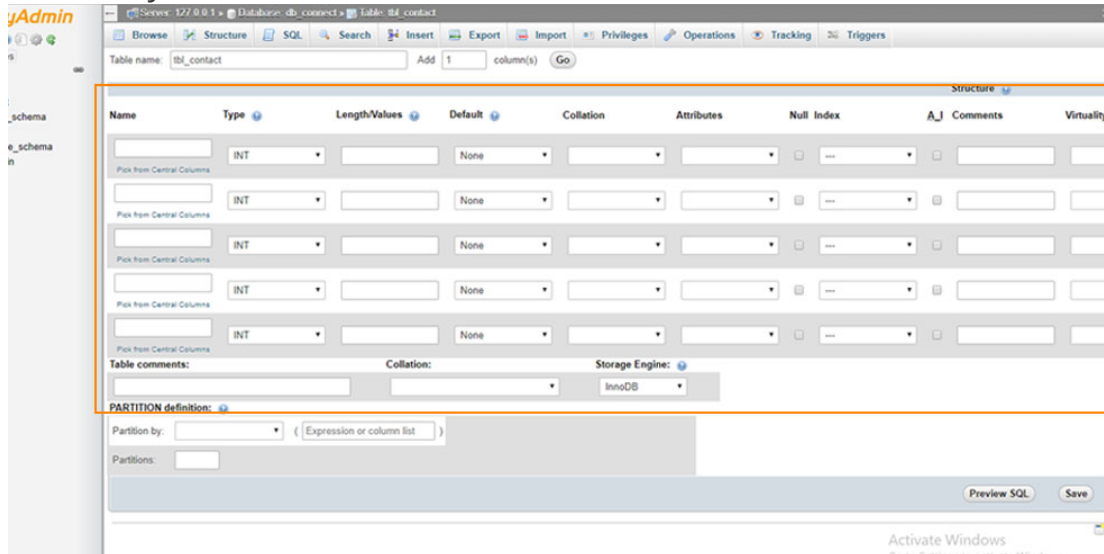 yAdmin
Server: 127.0.0.1 » Database: db_connect » Table: tbl_contact
Browse Structure SQL Search Insert Export Import Privileges Operations Tracking Triggers
Table name: tbl_contact Add 1 column(s) Go
Structure
_schema
Name Type Length/Values Default Collation Attributes Null Index A_I Comments Virtuality
e_schema
INT None ---
Pick from Central Columns
INT None ---
Pick from Central Columns
INT None ---
Pick from Central Columns
INT None ---
Pick from Central Columns
INT None ---
Pick from Central Columns
Table comments: Collation: Storage Engine:
InnoDB
PARTITION definition:
Partition by: ( Expression or column list )
Partitions:
Preview SQL Save
Activate Windows